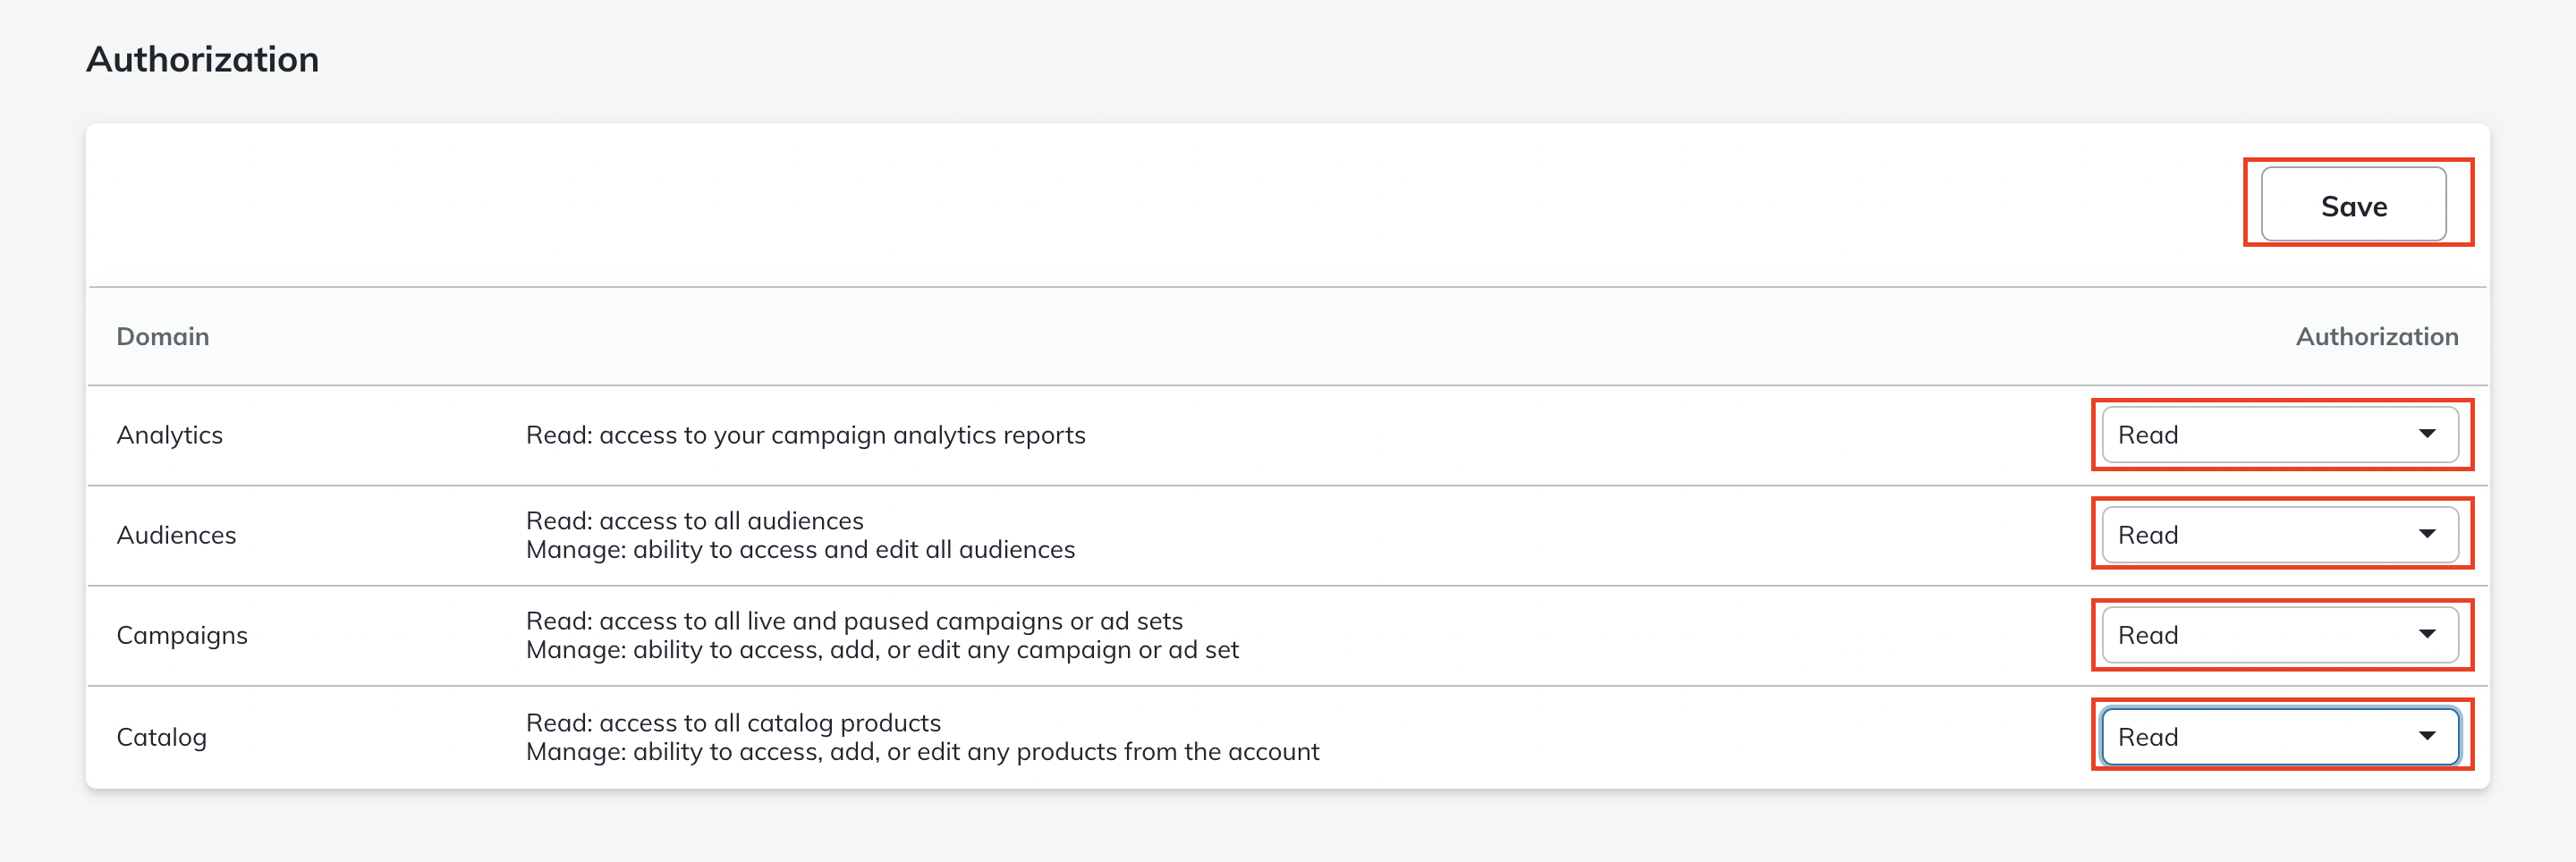 Authorization
Save
Domain
Authorization
Analytics
Read: access to your campaign analytics reports
Read
Audiences
Read: access to all audiences
Manage: ability to access and edit all audiences
Read
Campaigns
Read: access to all live and paused campaigns or ad sets
Manage: ability to access, add, or edit any campaign or ad set
Read
Catalog
Read: access to all catalog products
Manage: ability to access, add, or edit any products from the account
Read